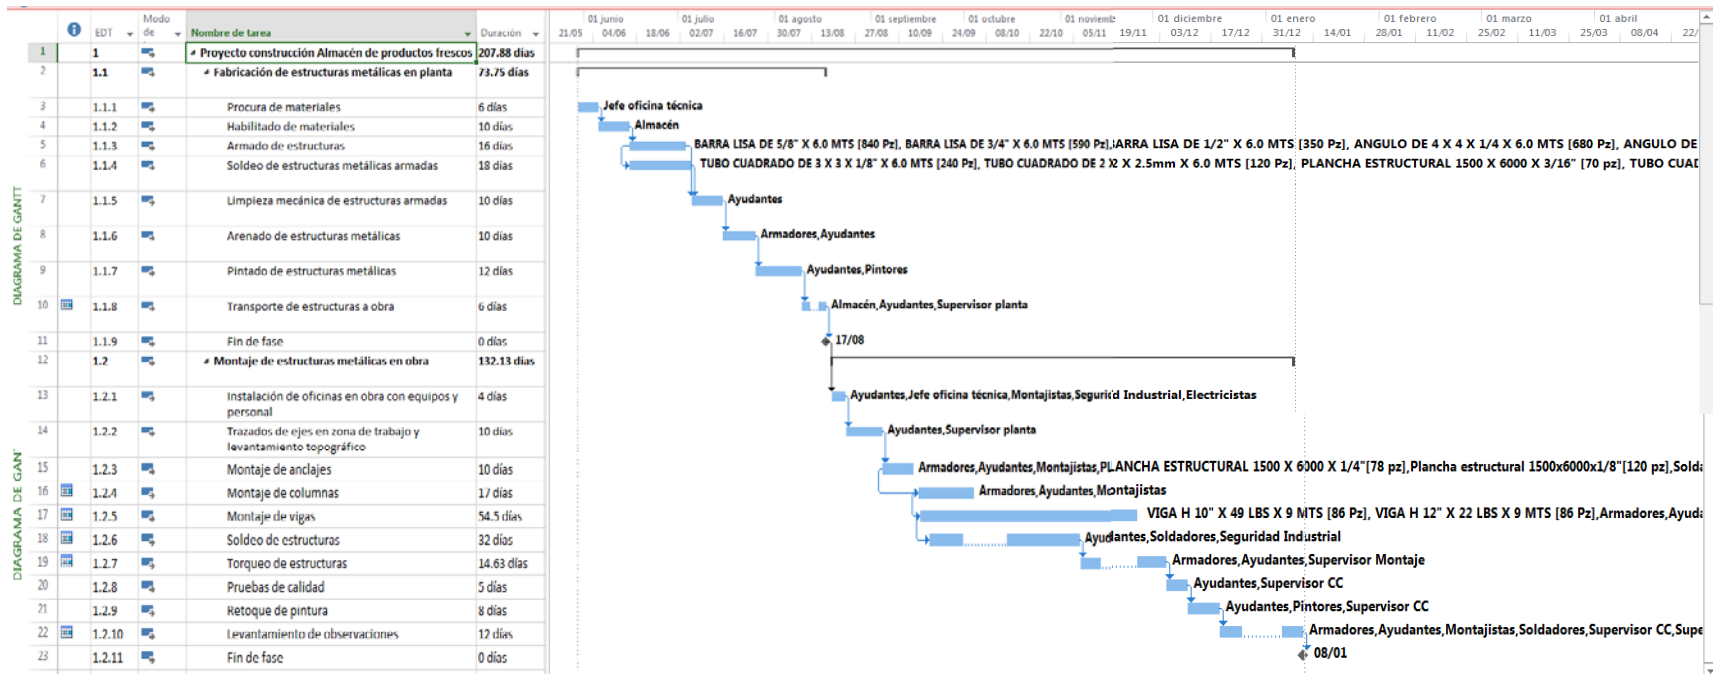 01 junio 01 julio 01 agosto 01 septiembre 01 octubre 01 noviemb 01 diciembre 01 enero 01 febrero 01 marzo 01 abril
EDT Modo de Nombre de tarea Duración 21/05 04/06 18/06 02/07 16/07 30/07 13/08 27/08 10/09 24/09 08/10 22/10 05/11 19/11 03/12 17/12 31/12 14/01 28/01 11/02 25/02 11/03 25/03 08/04 22/
1 1 Proyecto construcción Almacén de productos frescos 207.88 días
2 1.1 Fabricación de estructuras metálicas en planta 73.75 días
3 1.1.1 Procura de materiales 6 días Jefe oficina técnica
4 1.1.2 Habilitado de materiales 10 días Almacén
5 1.1.3 Armado de estructuras 16 días BARRA LISA DE 5/8" X 6.0 MTS [840 Pz], BARRA LISA DE 3/4" X 6.0 MTS [590 Pz],ARRA LISA DE 1/2" X 6.0 MTS [350 Pz], ANGULO DE 4 X 4 X 1/4 X 6.0 MTS [680 Pz], ANGULO DE
6 1.1.4 Soldeo de estructuras metálicas armadas 18 días TUBO CUADRADO DE 3 X 3 X 1/8" X 6.0 MTS [240 Pz], TUBO CUADRADO DE 2 X 2 X 2.5mm X 6.0 MTS [120 Pz], PLANCHA ESTRUCTURAL 1500 X 6000 X 3/16" [70 pz], TUBO CUAD
7 1.1.5 Limpieza mecánica de estructuras armadas 10 días Ayudantes
8 1.1.6 Arenado de estructuras metálicas 10 días Armadores,Ayudantes
9 1.1.7 Pintado de estructuras metálicas 12 días Ayudantes,Pintores
10 1.1.8 Transporte de estructuras a obra 6 días Almacén,Ayudantes,Supervisor planta
11 1.1.9 Fin de fase 0 días 17/08
12 1.2 Montaje de estructuras metálicas en obra 132.13 días
13 1.2.1 Instalación de oficinas en obra con equipos y personal 4 días Ayudantes,Jefe oficina técnica,Montajistas,Seguridad Industrial,Electricistas
14 1.2.2 Trazados de ejes en zona de trabajo y levantamiento topográfico 10 días Ayudantes,Supervisor planta
15 1.2.3 Montaje de anclajes 10 días Armadores,Ayudantes,Montajistas,PLANCHA ESTRUCTURAL 1500 X 6000 X 1/4"[78 pz],Plancha estructural 1500x6000x1/8"[120 pz],Solda
16 1.2.4 Montaje de columnas 17 días Armadores,Ayudantes,Montajistas
17 1.2.5 Montaje de vigas 54.5 días VIGA H 10" X 49 LBS X 9 MTS [86 Pz], VIGA H 12" X 22 LBS X 9 MTS [86 Pz],Armadores,Ayuda
18 1.2.6 Soldeo de estructuras 32 días Ayudantes,Soldadores,Seguridad Industrial
19 1.2.7 Torqueo de estructuras 14.63 días Armadores,Ayudantes,Supervisor Montaje
20 1.2.8 Pruebas de calidad 5 días Ayudantes,Supervisor CC
21 1.2.9 Retoque de pintura 8 días Ayudantes,Pintores,Supervisor CC
22 1.2.10 Levantamiento de observaciones 12 días Armadores,Ayudantes,Montajistas,Soldadores,Supervisor CC,Supe
23 1.2.11 Fin de fase 0 días 08/01
DIAGRAMA DE GANTT
DIAGRAMA DE GAN